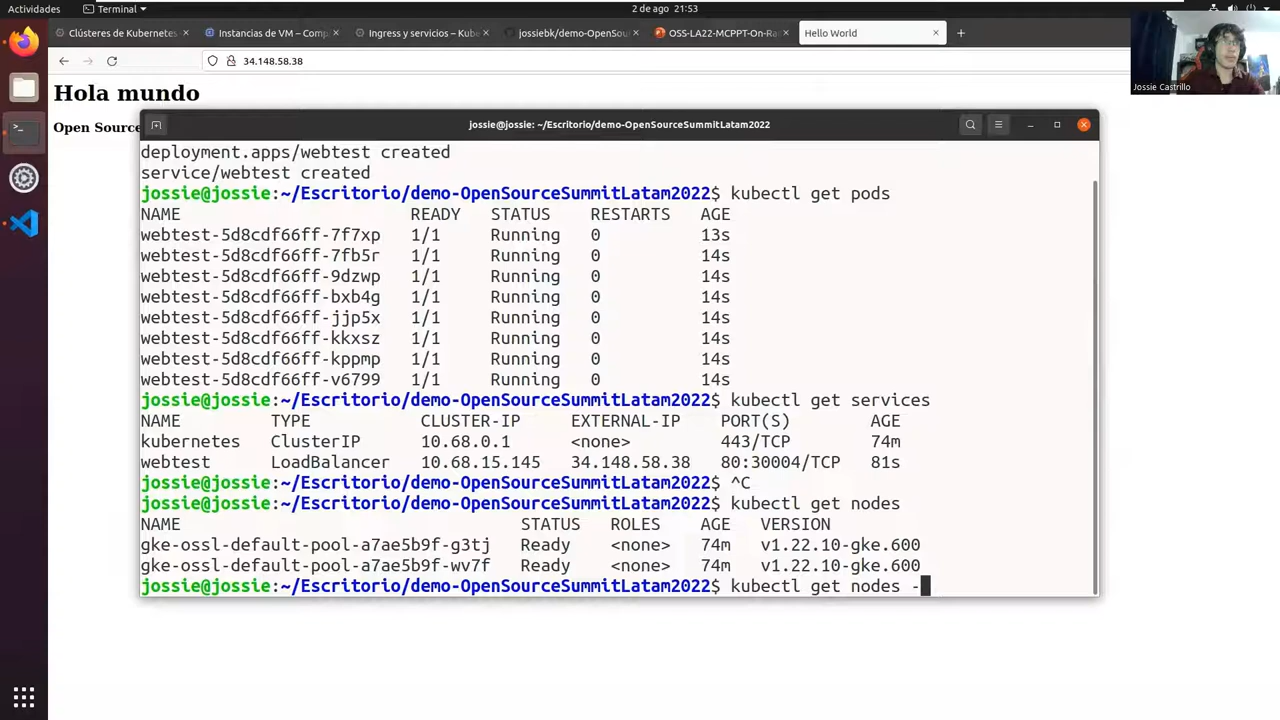 Actividades
Terminal
2 de ago 21:53
Clústeres de Kubernetes
Instancias de VM – Comp
Ingress y servicios – Kube
jossiebk/demo-OpenSou
OSS-LA22-MCPPT-On-Ra
Hello World
34.148.58.38
Jossie Castrillo
Hola mundo
Open Source
jossie@jossie: ~/Escritorio/demo-OpenSourceSummitLatam2022
deployment.apps/webtest created
service/webtest created
jossie@jossie:~/Escritorio/demo-OpenSourceSummitLatam2022$ kubectl get pods
NAME READY STATUS RESTARTS AGE
webtest-5d8cdf66ff-7f7xp 1/1 Running 0 13s
webtest-5d8cdf66ff-7fb5r 1/1 Running 0 14s
webtest-5d8cdf66ff-9dzwp 1/1 Running 0 14s
webtest-5d8cdf66ff-bxb4g 1/1 Running 0 14s
webtest-5d8cdf66ff-jjp5x 1/1 Running 0 14s
webtest-5d8cdf66ff-kkxsz 1/1 Running 0 14s
webtest-5d8cdf66ff-kppmp 1/1 Running 0 14s
webtest-5d8cdf66ff-v6799 1/1 Running 0 14s
jossie@jossie:~/Escritorio/demo-OpenSourceSummitLatam2022$ kubectl get services
NAME TYPE CLUSTER-IP EXTERNAL-IP PORT(S) AGE
kubernetes ClusterIP 10.68.0.1 <none> 443/TCP 74m
webtest LoadBalancer 10.68.15.145 34.148.58.38 80:30004/TCP 81s
jossie@jossie:~/Escritorio/demo-OpenSourceSummitLatam2022$ ^C
jossie@jossie:~/Escritorio/demo-OpenSourceSummitLatam2022$ kubectl get nodes
NAME STATUS ROLES AGE VERSION
gke-ossl-default-pool-a7ae5b9f-g3tj Ready <none> 74m v1.22.10-gke.600
gke-ossl-default-pool-a7ae5b9f-wv7f Ready <none> 74m v1.22.10-gke.600
jossie@jossie:~/Escritorio/demo-OpenSourceSummitLatam2022$ kubectl get nodes -